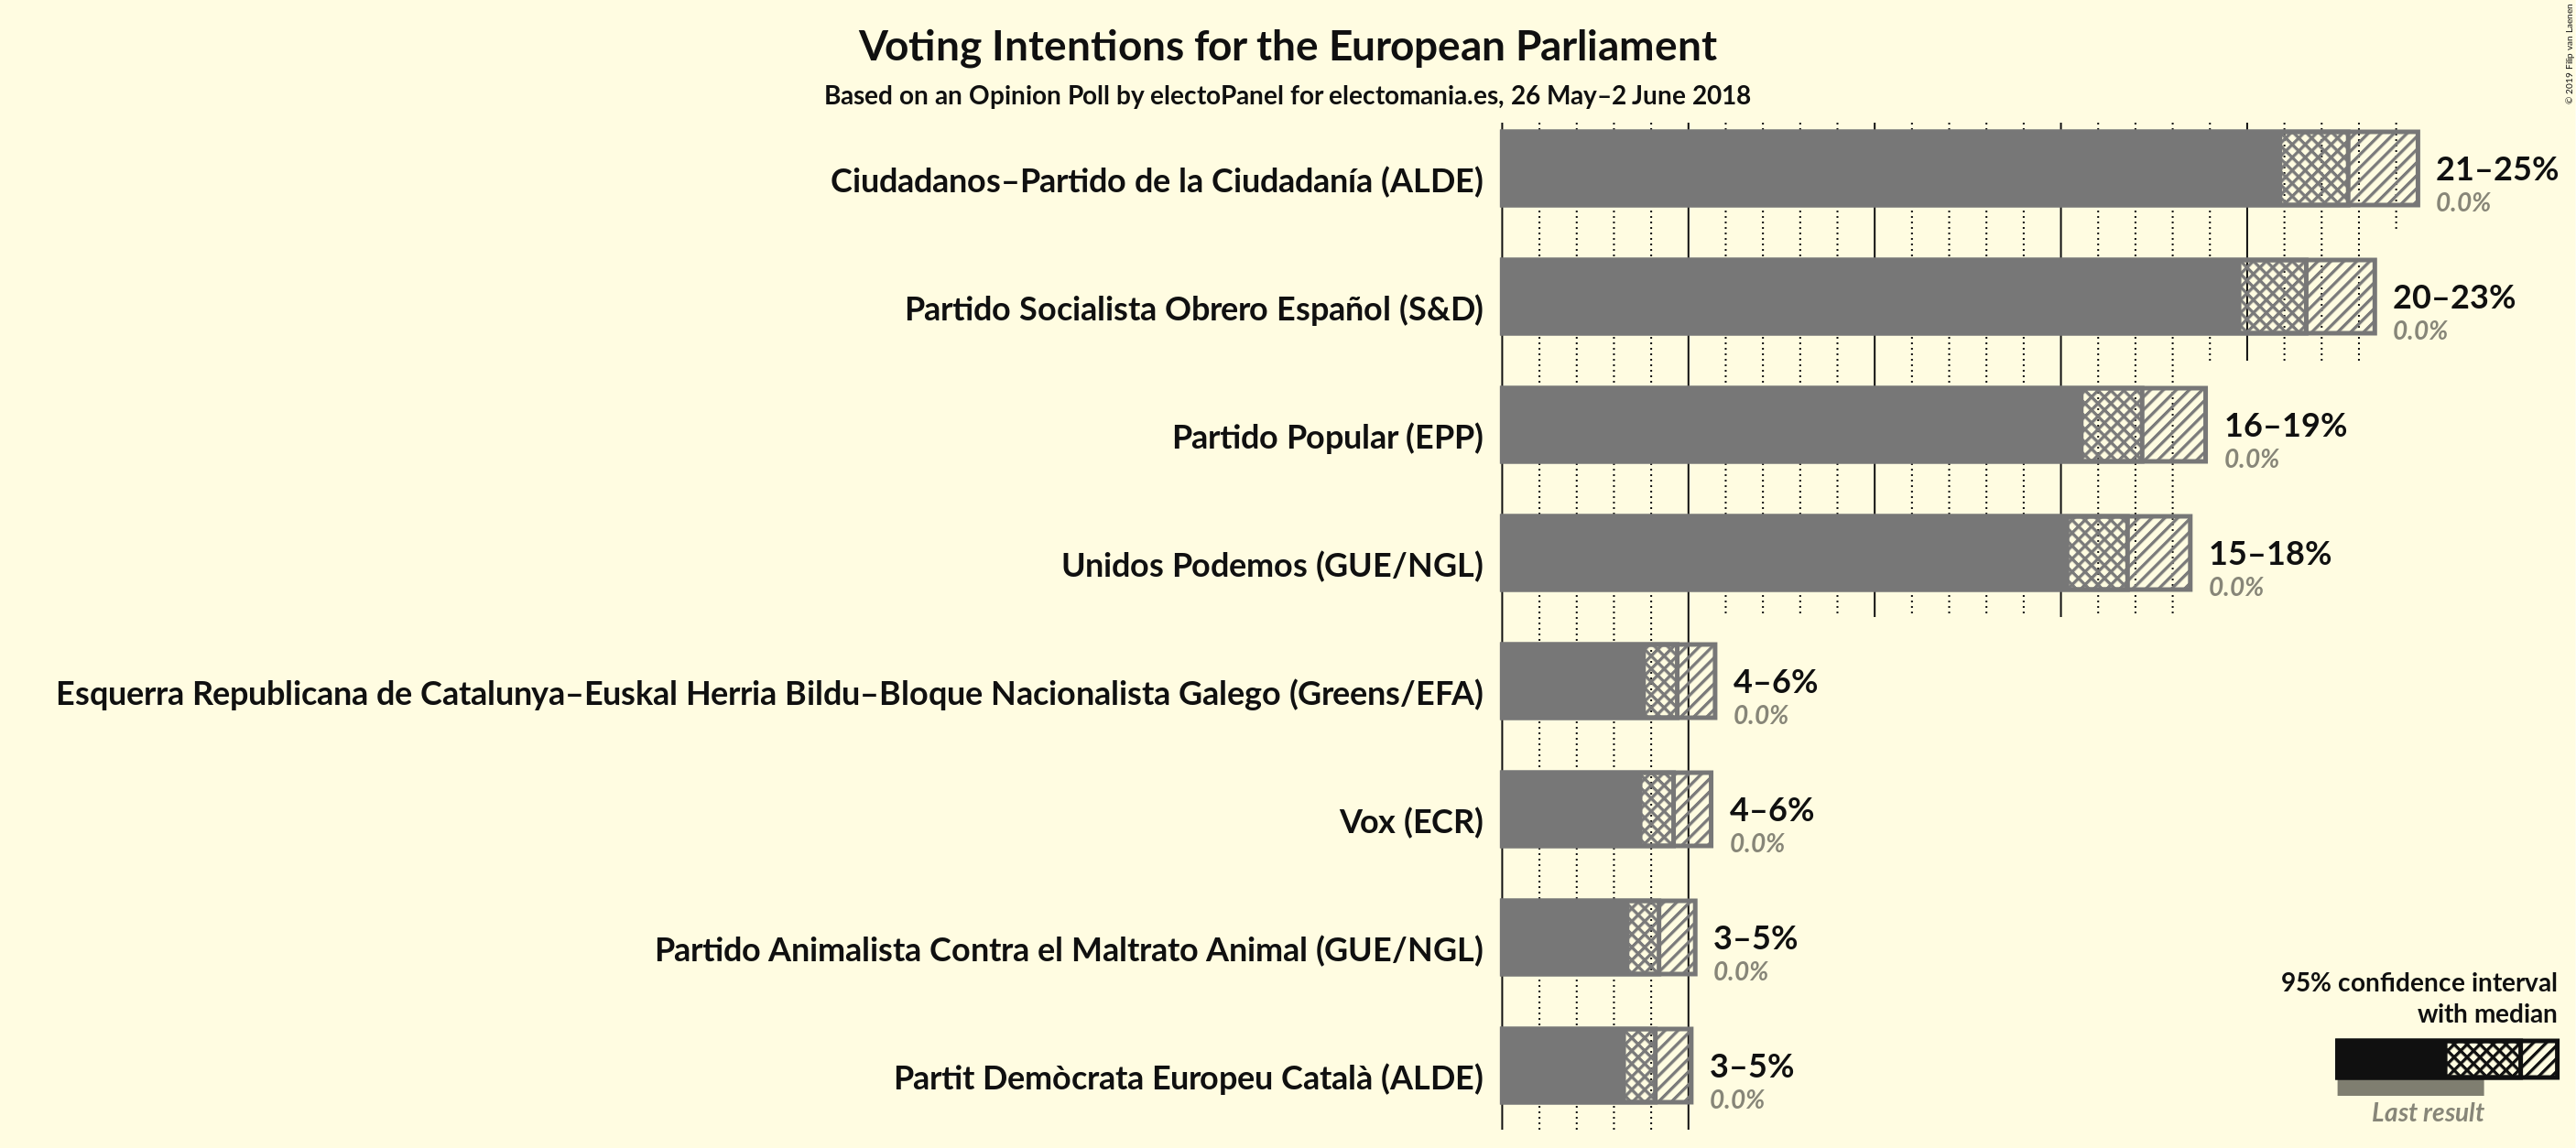 Voting Intentions for the European Parliament
Based on an Opinion Poll by electoPanel for electomania.es, 26 May–2 June 2018
© 2019 Filip van Laenen
Ciudadanos–Partido de la Ciudadanía (ALDE)
21–25%
0.0%
Partido Socialista Obrero Español (S&D)
20–23%
0.0%
Partido Popular (EPP)
16–19%
0.0%
Unidos Podemos (GUE/NGL)
15–18%
0.0%
Esquerra Republicana de Catalunya–Euskal Herria Bildu–Bloque Nacionalista Galego (Greens/EFA)
4–6%
0.0%
Vox (ECR)
4–6%
0.0%
Partido Animalista Contra el Maltrato Animal (GUE/NGL)
3–5%
0.0%
Partit Demòcrata Europeu Català (ALDE)
3–5%
0.0%
95% confidence interval
with median
Last result